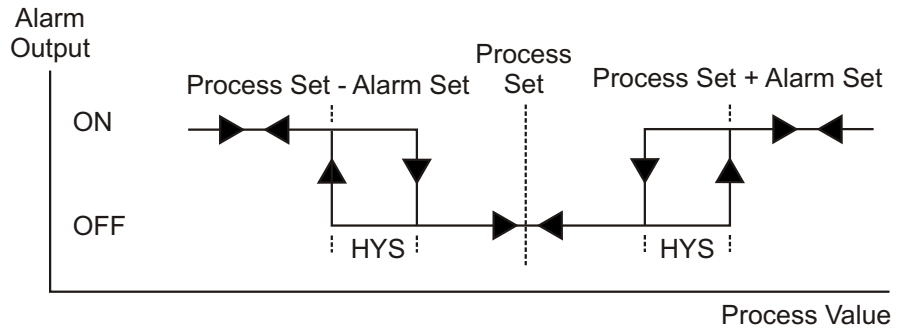 Alarm
Output
Process
Set
Process Set - Alarm Set
Process Set + Alarm Set
ON
OFF
HYS
HYS
Process Value